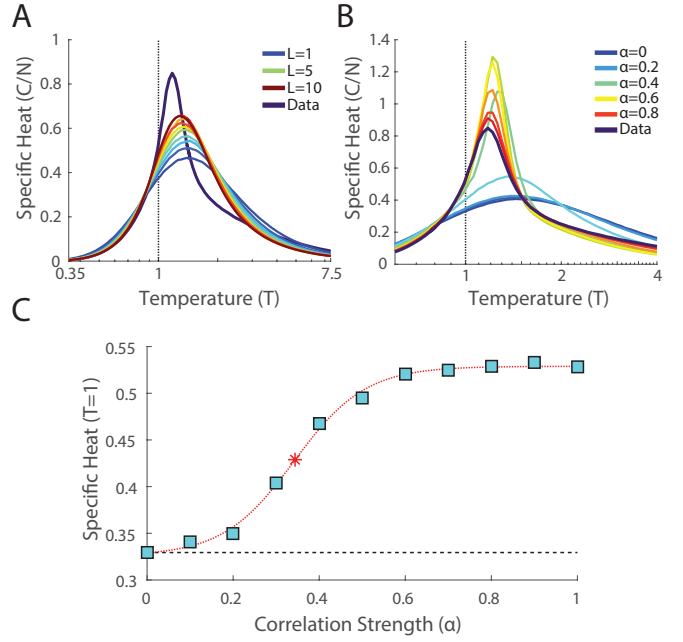 A
Specific Heat (C/N)
1
0.8
0.6
0.4
0.2
0
0.35
1
7.5
Temperature (T)
L=1
L=5
L=10
Data
B
Specific Heat (C/N)
1.4
1.2
1
0.8
0.6
0.4
0.2
0
1
2
4
Temperature (T)
α=0
α=0.2
α=0.4
α=0.6
α=0.8
Data
C
Specific Heat (T=1)
0.55
0.5
0.45
0.4
0.35
0.3
0
0.2
0.4
0.6
0.8
1
Correlation Strength (α)